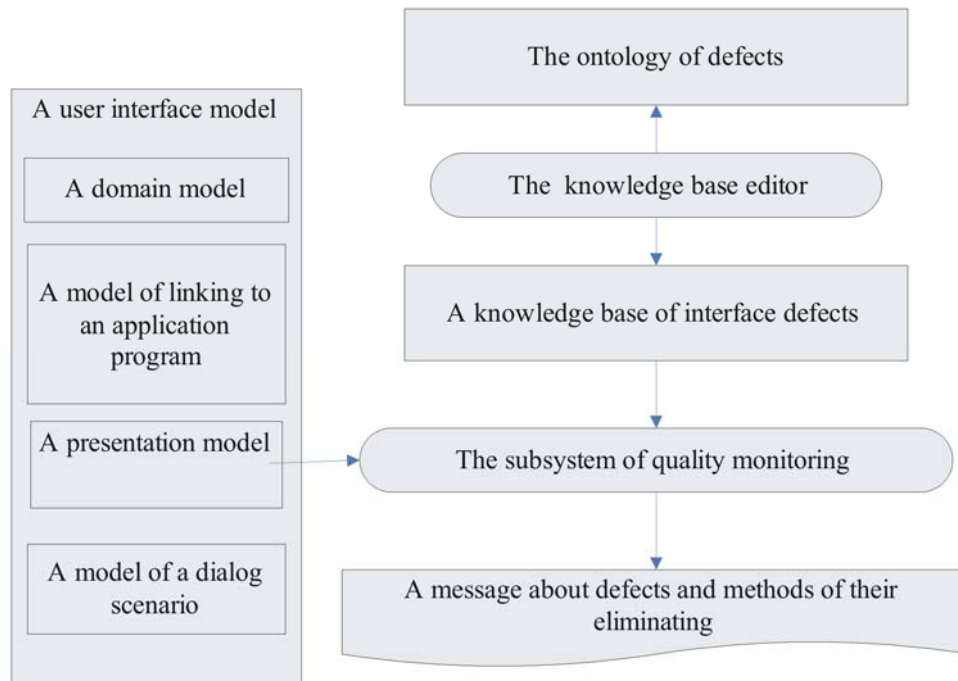 A user interface model
A domain model
A model of linking to
an application
program
A presentation model
A model of a dialog
scenario
The ontology of defects
The knowledge base editor
A knowledge base of interface defects
The subsystem of quality monitoring
A message about defects and methods of their
eliminating